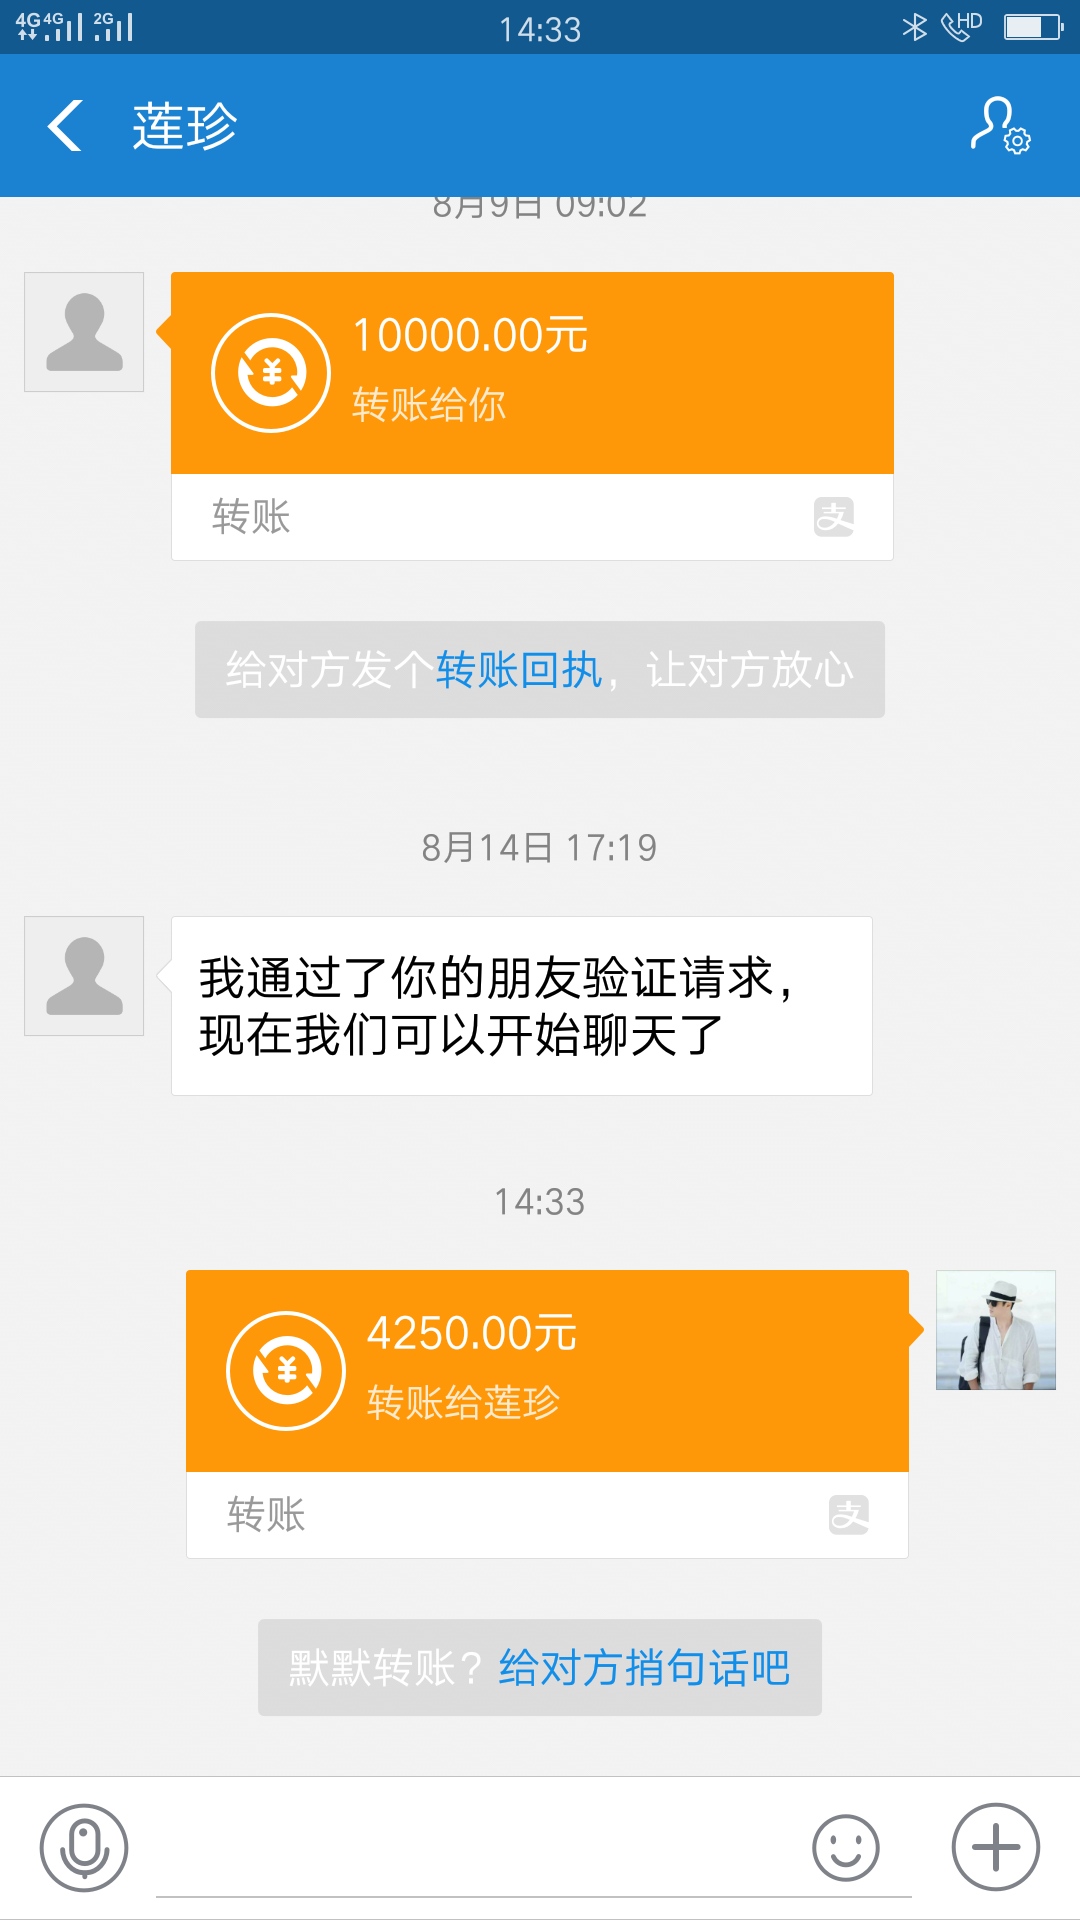 4G 4G 2G 14:33 HD
莲珍
8月9日 09:02
10000.00元
转账给你
转账
支
给对方发个转账回执，让对方放心
8月14日 17:19
我通过了你的朋友验证请求，
现在我们可以开始聊天了
14:33
4250.00元
转账给莲珍
转账
支
默默转账？给对方捎句话吧